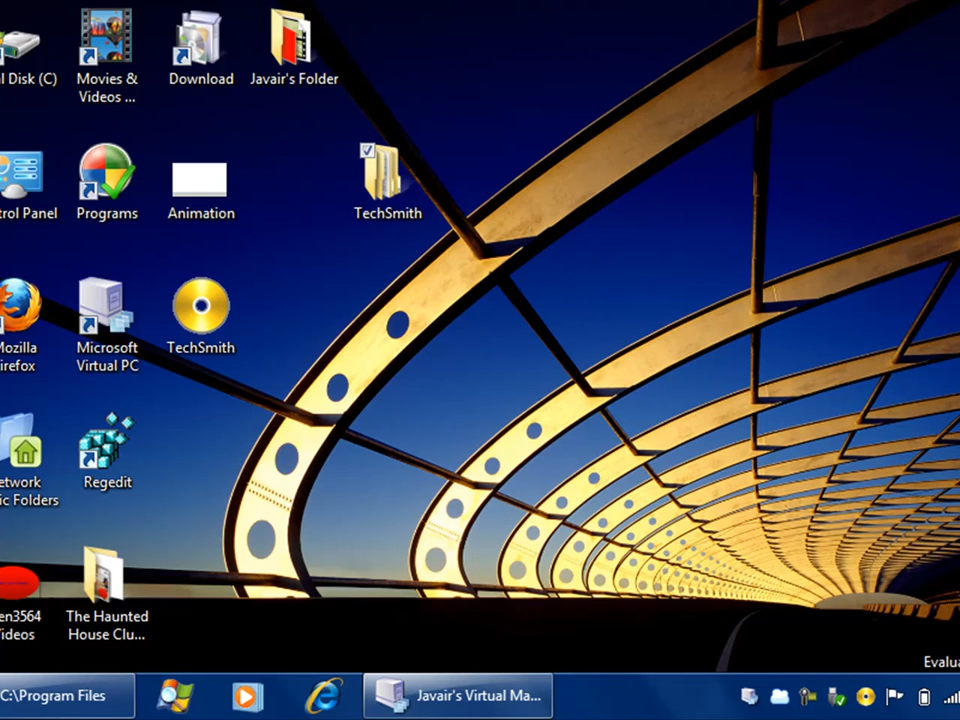 l Disk (C)
Movies &
Videos ...
Download
Javair's Folder
trol Panel
Programs
Animation
TechSmith
Mozilla
irefox
Microsoft
Virtual PC
TechSmith
etwork
ic Folders
Regedit
en3564
Videos
The Haunted
House Clu...
Evalua
C:\Program Files
Javair's Virtual Ma...